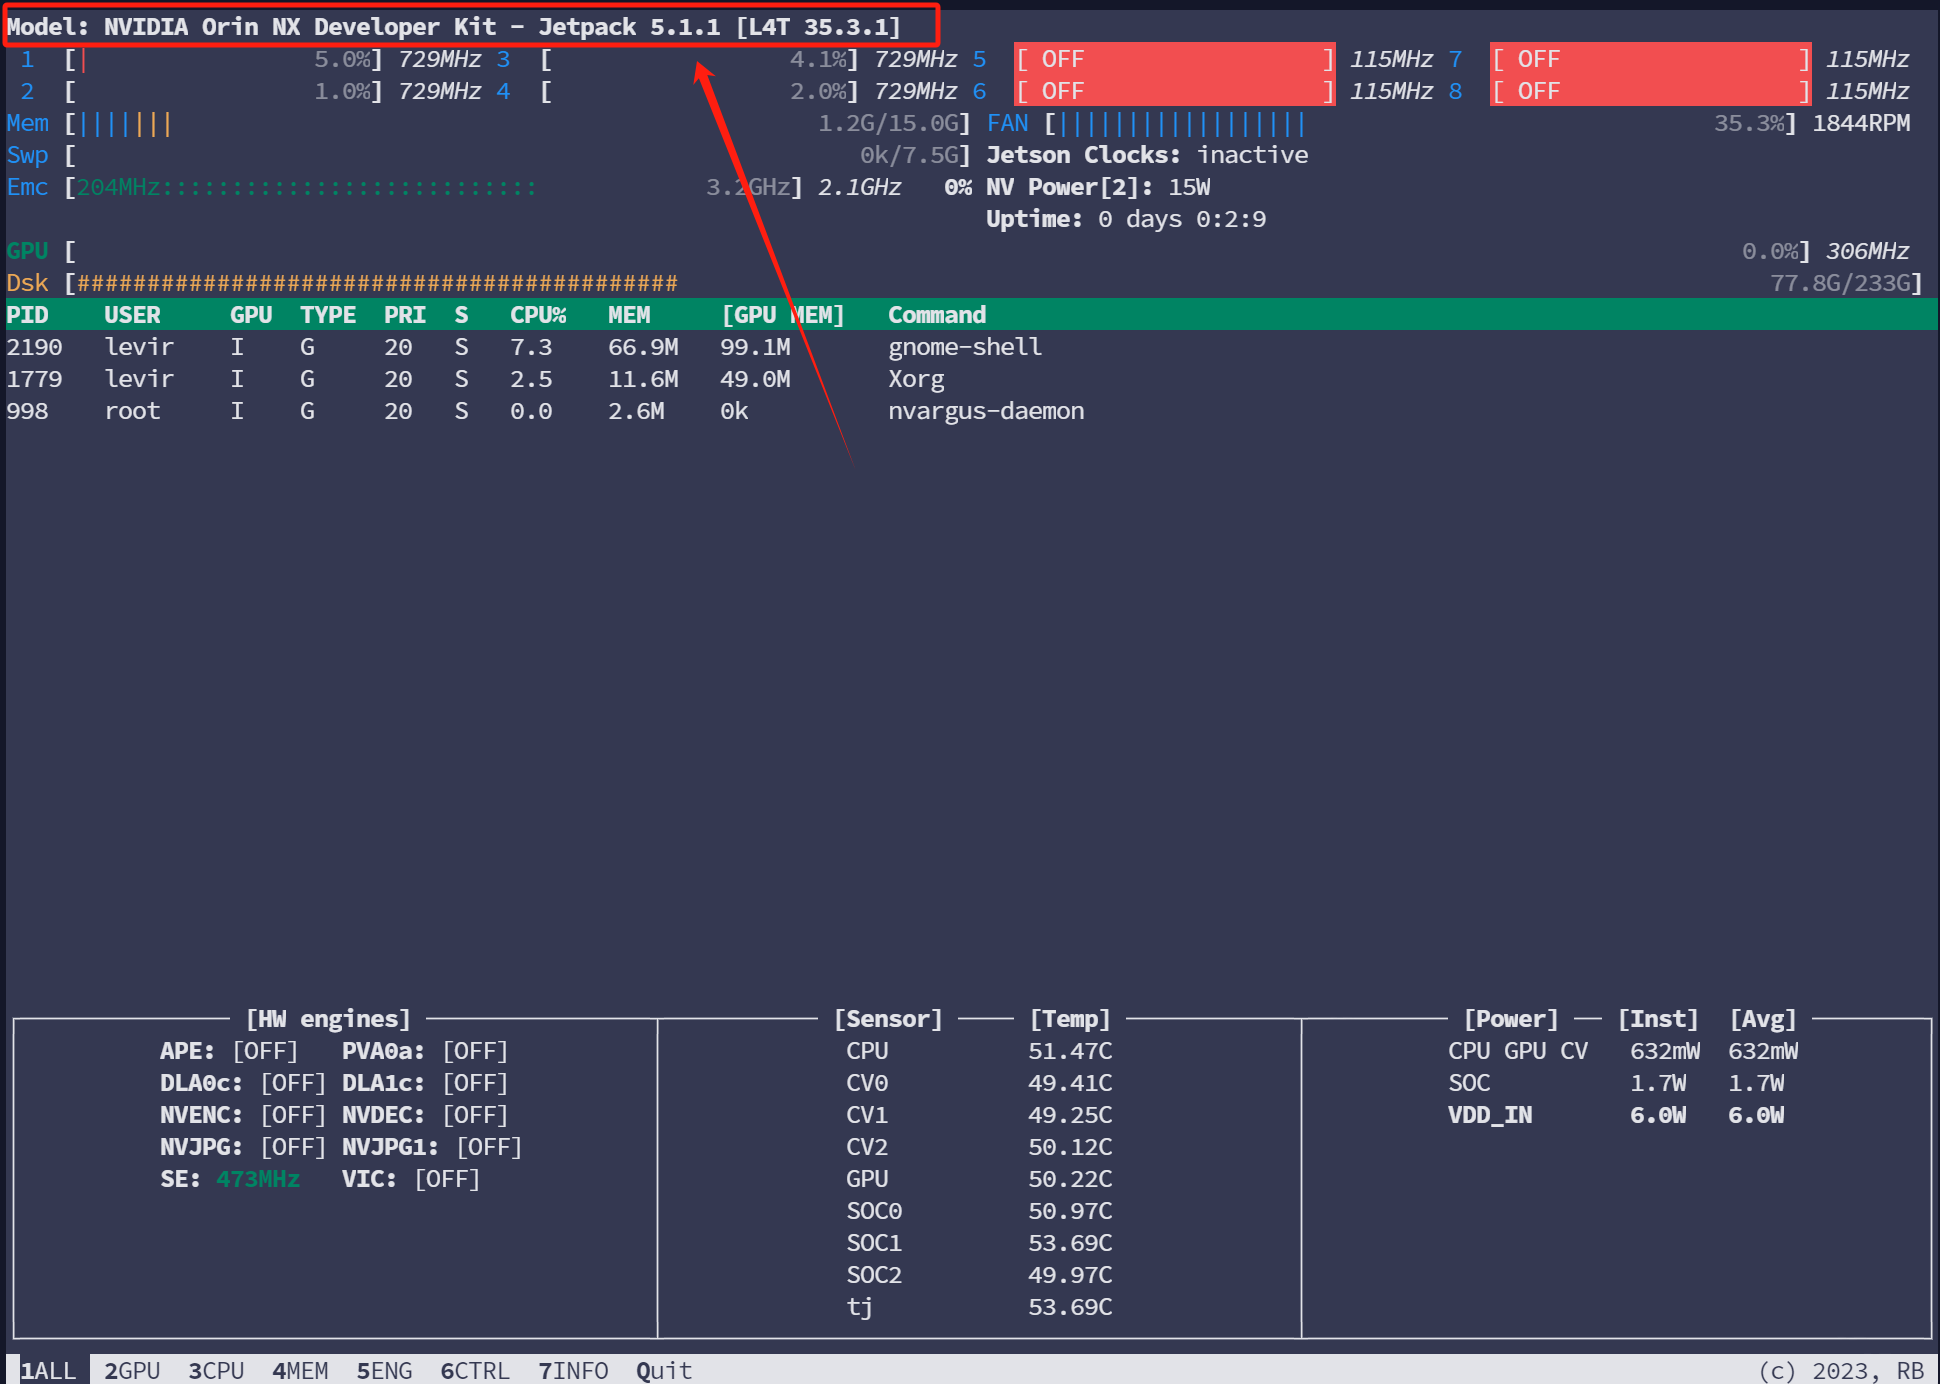 Model: NVIDIA Orin NX Developer Kit - Jetpack 5.1.1 [L4T 35.3.1]
1 [| 5.0%] 729MHz 3 [ 4.1%] 729MHz 5 [ OFF ] 115MHz 7 [ OFF ] 115MHz
2 [ 1.0%] 729MHz 4 [ 2.0%] 729MHz 6 [ OFF ] 115MHz 8 [ OFF ] 115MHz
Mem [||||||| 1.2G/15.0G] FAN [|||||||||||||||||| 35.3%] 1844RPM
Swp [ 0k/7.5G] Jetson Clocks: inactive
Emc [204MHz::::::::::::::::::::::::::: 3.2GHz] 2.1GHz 0% NV Power[2]: 15W
Uptime: 0 days 0:2:9
GPU [ 0.0%] 306MHz
Dsk [########################################### 77.8G/233G]
PID USER GPU TYPE PRI S CPU% MEM [GPU MEM] Command
2190 levir I G 20 S 7.3 66.9M 99.1M gnome-shell
1779 levir I G 20 S 2.5 11.6M 49.0M Xorg
998 root I G 20 S 0.0 2.6M 0k nvargus-daemon
[HW engines] [Sensor] [Temp] [Power] [Inst] [Avg]
APE: [OFF] PVA0a: [OFF] CPU 51.47C CPU GPU CV 632mW 632mW
DLA0c: [OFF] DLA1c: [OFF] CV0 49.41C SOC 1.7W 1.7W
NVENC: [OFF] NVDEC: [OFF] CV1 49.25C VDD_IN 6.0W 6.0W
NVJPG: [OFF] NVJPG1: [OFF] CV2 50.12C
SE: 473MHz VIC: [OFF] GPU 50.22C
SOC0 50.97C
SOC1 53.69C
SOC2 49.97C
tj 53.69C
1ALL 2GPU 3CPU 4MEM 5ENG 6CTRL 7INFO Quit (c) 2023, RB